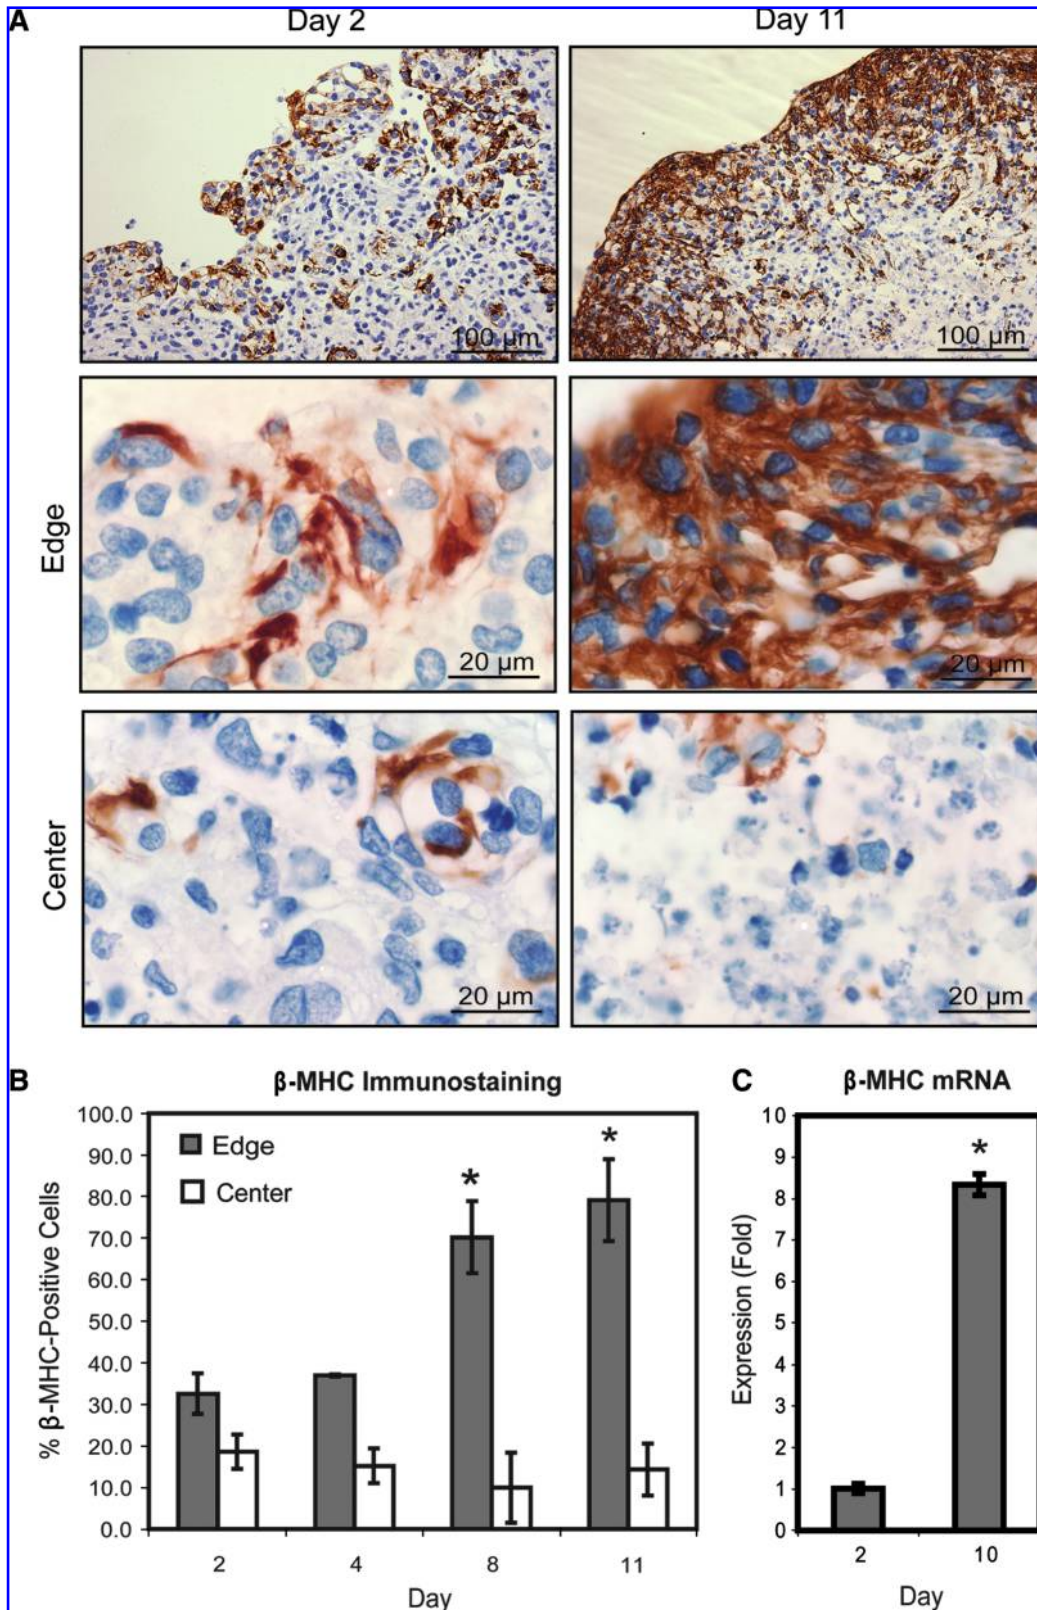 A
Day 2
Day 11
100 µm
100 µm
Edge
20 µm
20 µm
Center
20 µm
20 µm
B
β-MHC Immunostaining
% β-MHC-Positive Cells
100.0
90.0
80.0
70.0
60.0
50.0
40.0
30.0
20.0
10.0
0.0
Edge
Center
*
*
2
4
8
11
Day
C
β-MHC mRNA
Expression (Fold)
10
9
8
7
6
5
4
3
2
1
0
*
2
10
Day